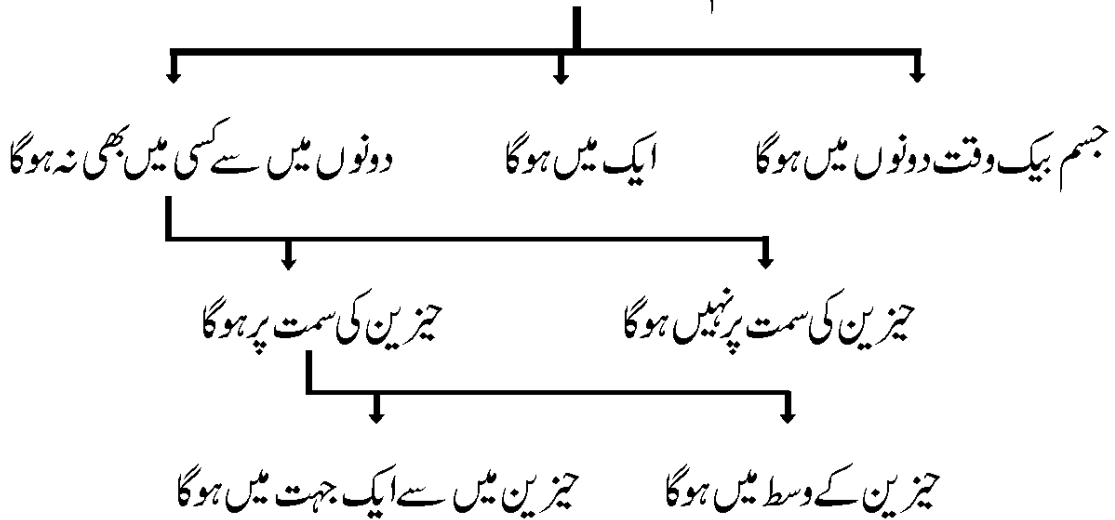 جسم بیک وقت دونوں میں ہوگا ایک میں ہوگا دونوں میں سے کسی میں بھی نہ ہوگا
حیزین کی سمت پر نہیں ہوگا حیزین کی سمت پر ہوگا
حیزین کے وسط میں ہوگا حیزین میں سے ایک جہت میں ہوگا